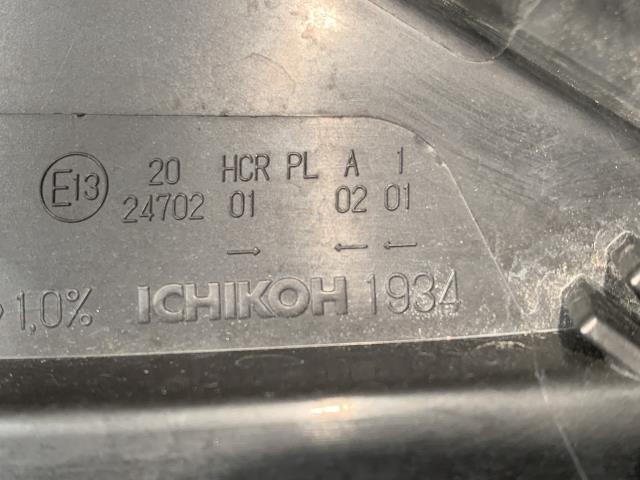 E13 20 HCR PL A 1
24702 01 02 01
→ ← ←
1,0% ICHIKOH 1934